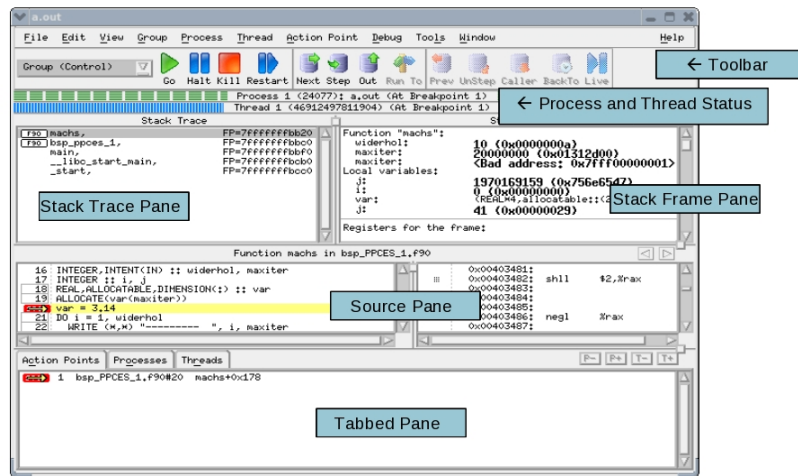 a.out
File Edit View Group Process Thread Action Point Debug Tools Window Help
Group (Control)
Go Halt Kill Restart Next Step Out Run To Prev UnStep Caller BackTo Live
← Toolbar
Process 1 (24077): a.out (At Breakpoint 1)
Thread 1 (46912497811904) (At Breakpoint 1)
← Process and Thread Status
Stack Trace
F90 machs, FP=7fffffffbb20
F90 bsp_ppces_1, FP=7fffffffbbc0
main, FP=7fffffffbbf0
__libc_start_main, FP=7fffffffbcb0
_start, FP=7fffffffbcc0
Stack Trace Pane
Function "machs":
widerhol: 10 (0x0000000a)
maxiter: 20000000 (0x01312d00)
maxiter: <Bad address: 0x7fff00000001>
Local variables:
j: 1970169159 (0x756e6547)
i: 0 (0x00000000)
var: (REAL*4,allocatable::(2
j: 41 (0x00000029)
Registers for the frame:
Stack Frame Pane
Function machs in bsp_PPCES_1.f90
16 INTEGER,INTENT(IN) :: widerhol, maxiter
17 INTEGER :: i, j
18 REAL,ALLOCATABLE,DIMENSION(:) :: var
19 ALLOCATE(var(maxiter))
var = 3.14
21 DO i = 1, widerhol
22 WRITE (*,*) "--------- ", i, maxiter
Source Pane
0x00403481:
0x00403482: shll $2,%rax
0x00403483:
0x00403484:
0x00403485:
0x00403486: negl %rax
0x00403487:
Action Points Processes Threads P- P+ T- T+
1 bsp_PPCES_1.f90#20 machs+0x178
Tabbed Pane